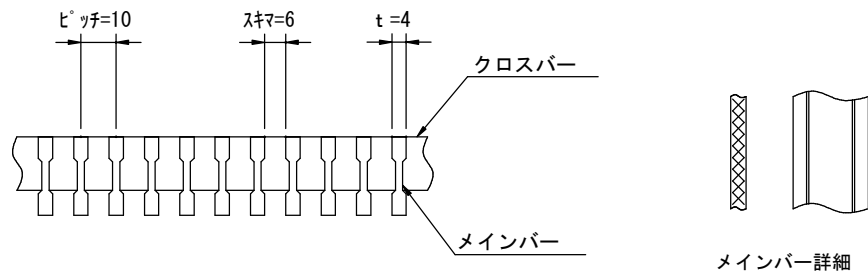 ﾋﾟｯﾁ=10
ｽｷﾏ=6
t=4
クロスバー
メインバー
メインバー詳細